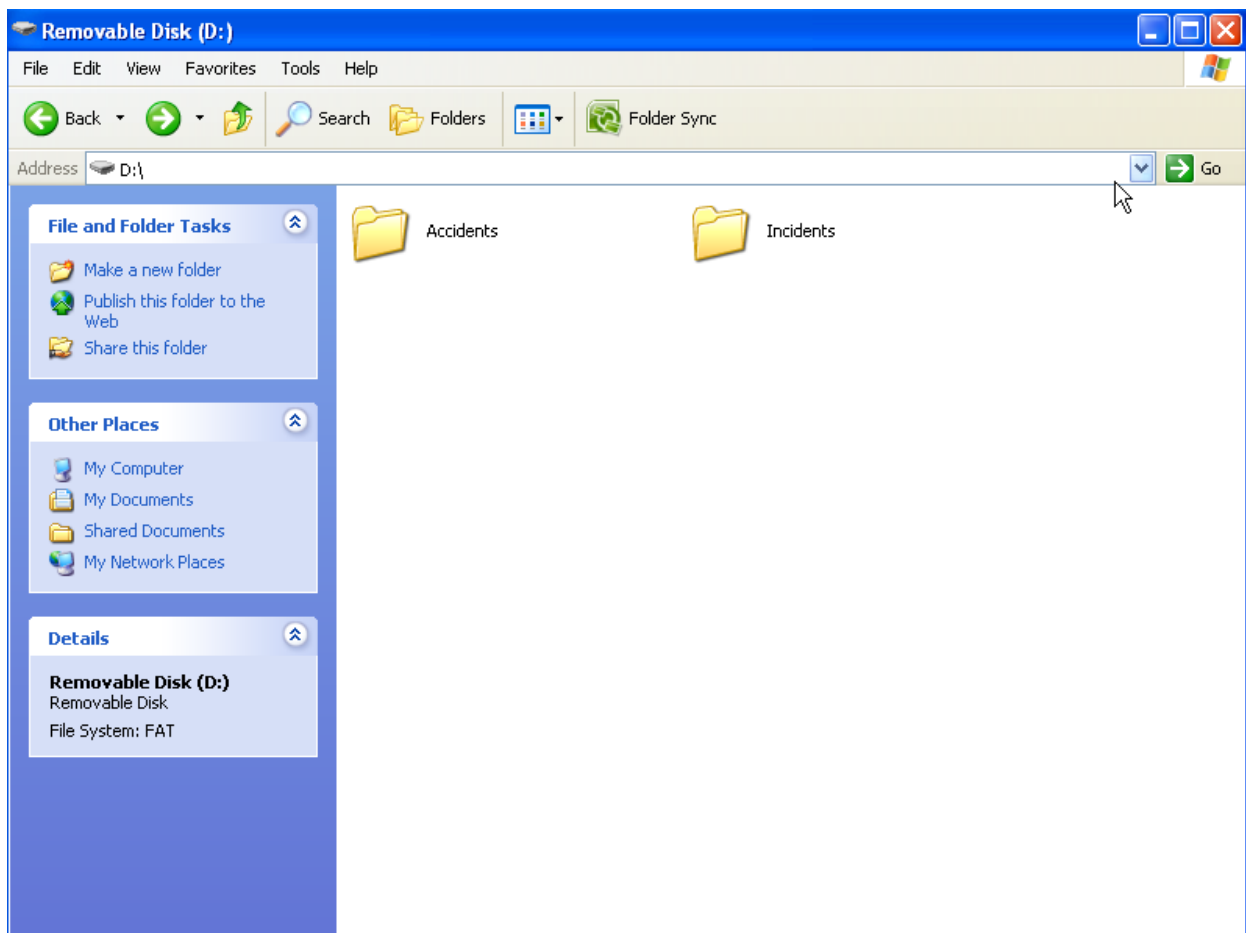 Removable Disk (D:)
File Edit View Favorites Tools Help
Back Search Folders Folder Sync
Address D:\ Go
File and Folder Tasks
Make a new folder
Publish this folder to the
Web
Share this folder
Other Places
My Computer
My Documents
Shared Documents
My Network Places
Details
Removable Disk (D:)
Removable Disk
File System: FAT
Accidents Incidents